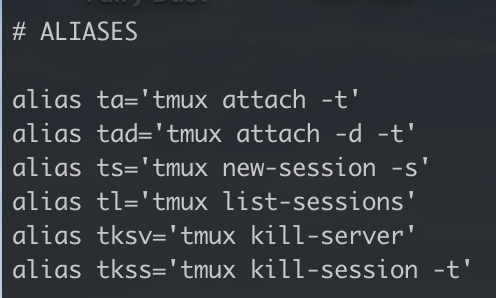 # ALIASES
alias ta='tmux attach -t'
alias tad='tmux attach -d -t'
alias ts='tmux new-session -s'
alias tl='tmux list-sessions'
alias tksv='tmux kill-server'
alias tkss='tmux kill-session -t'